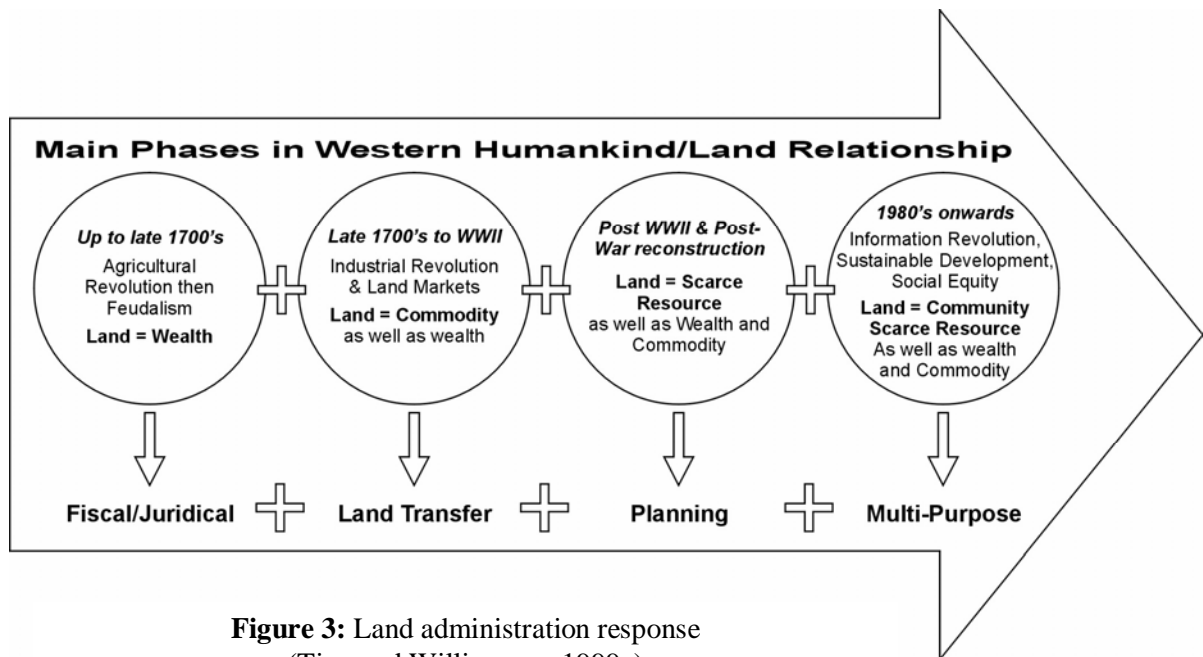 Main Phases in Western Humankind/Land Relationship
Up to late 1700's
Agricultural
Revolution then
Feudalism
Land = Wealth
Late 1700's to WWII
Industrial Revolution
& Land Markets
Land = Commodity
as well as wealth
Post WWII & Post-
War reconstruction
Land = Scarce
Resource
as well as Wealth and
Commodity
1980's onwards
Information Revolution,
Sustainable Development,
Social Equity
Land = Community
Scarce Resource
As well as wealth
and Commodity
Fiscal/Juridical
Land Transfer
Planning
Multi-Purpose
Figure 3: Land administration response